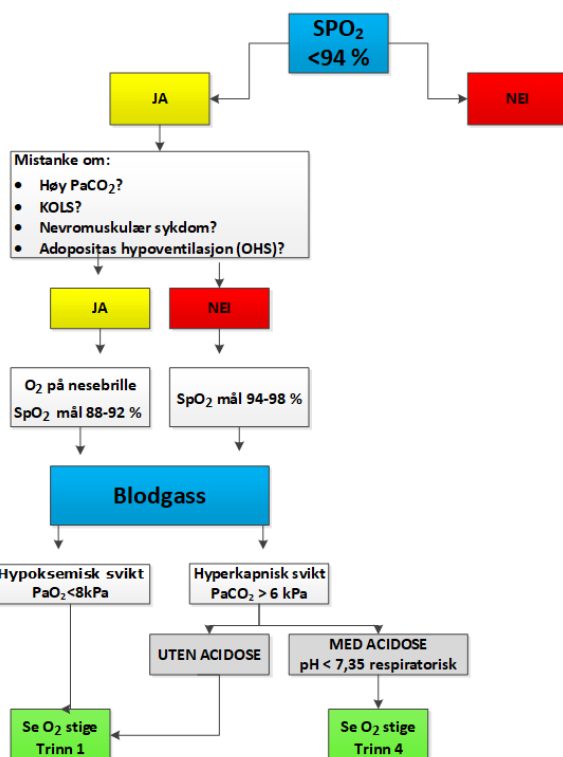 SPO₂
<94 %
JA
NEI
Mistanke om:
• Høy PaCO₂?
• KOLS?
• Nevromuskulær sykdom?
• Adopositas hypoventilasjon (OHS)?
JA
NEI
O₂ på nesebrille
SpO₂ mål 88-92 %
SpO₂ mål 94-98 %
Blodgass
Hypoksemisk svikt
PaO₂<8kPa
Hyperkapnisk svikt
PaCO₂ > 6 kPa
UTEN ACIDOSE
MED ACIDOSE
pH < 7,35 respiratorisk
Se O₂ stige
Trinn 1
Se O₂ stige
Trinn 4